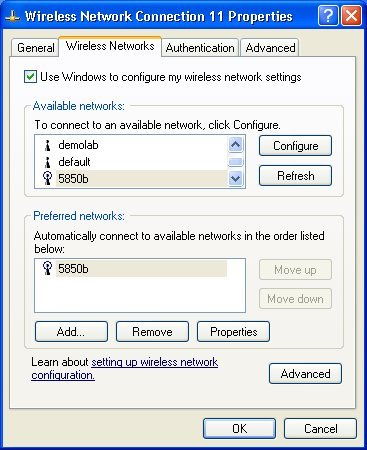 Wireless Network Connection 11 Properties
General
Wireless Networks
Authentication
Advanced
Use Windows to configure my wireless network settings
Available networks:
To connect to an available network, click Configure.
demolab
default
5850b
Configure
Refresh
Preferred networks:
Automatically connect to available networks in the order listed
below:
5850b
Move up
Move down
Add...
Remove
Properties
Learn about setting up wireless network
configuration.
Advanced
OK
Cancel